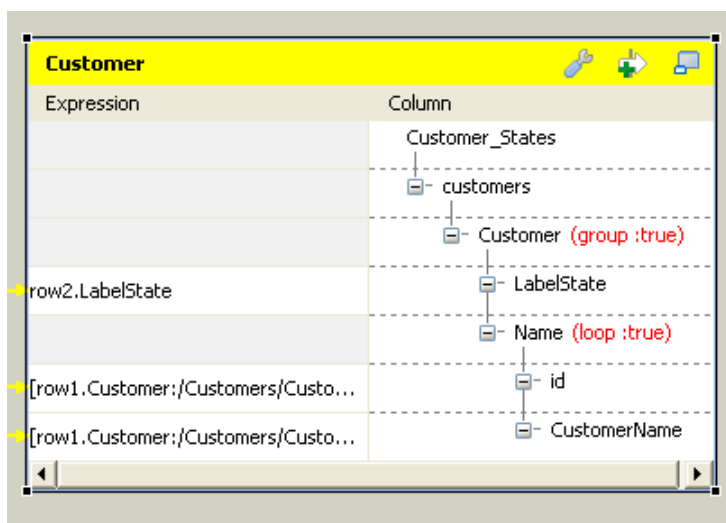 Customer
Expression Column
Customer_States
customers
Customer (group :true)
row2.LabelState LabelState
Name (loop :true)
[row1.Customer:/Customers/Custo... id
[row1.Customer:/Customers/Custo... CustomerName